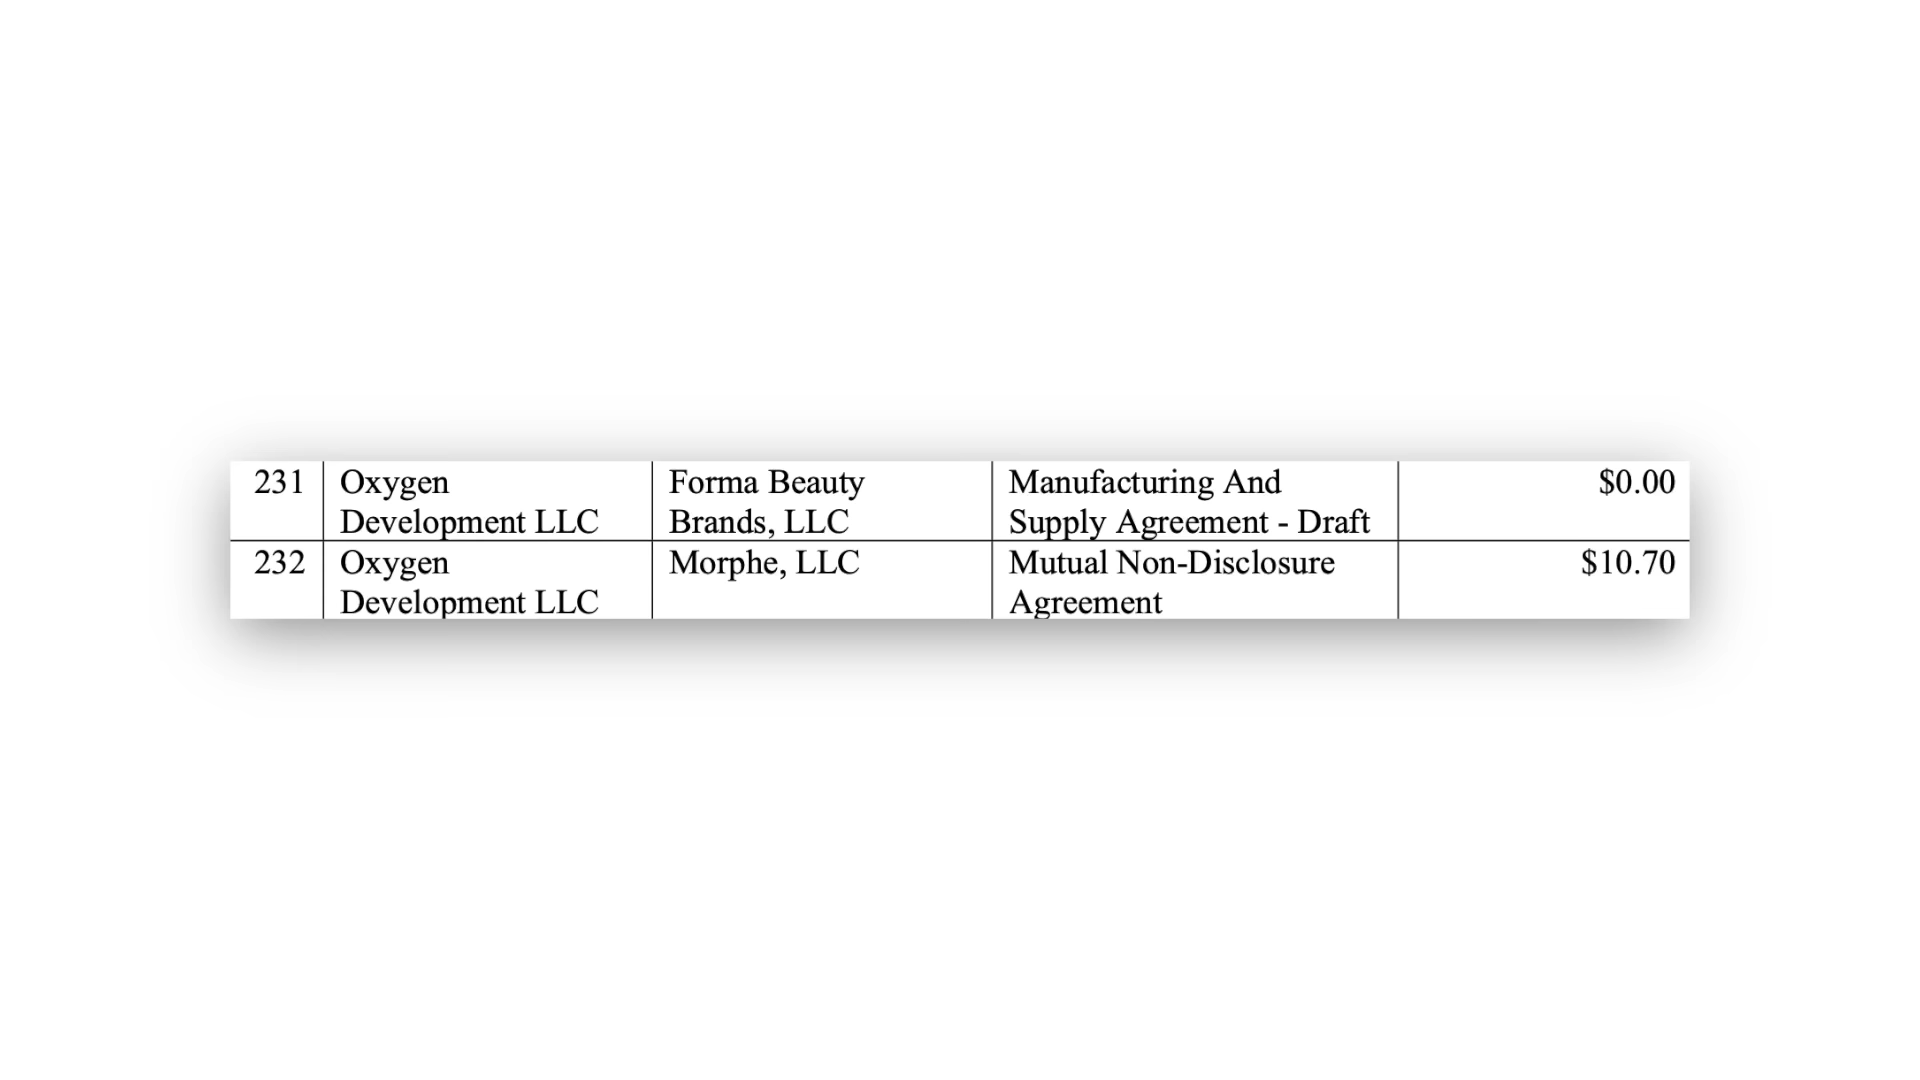 231 Oxygen Forma Beauty Manufacturing And $0.00
Development LLC Brands, LLC Supply Agreement - Draft
232 Oxygen Morphe, LLC Mutual Non-Disclosure $10.70
Development LLC Agreement